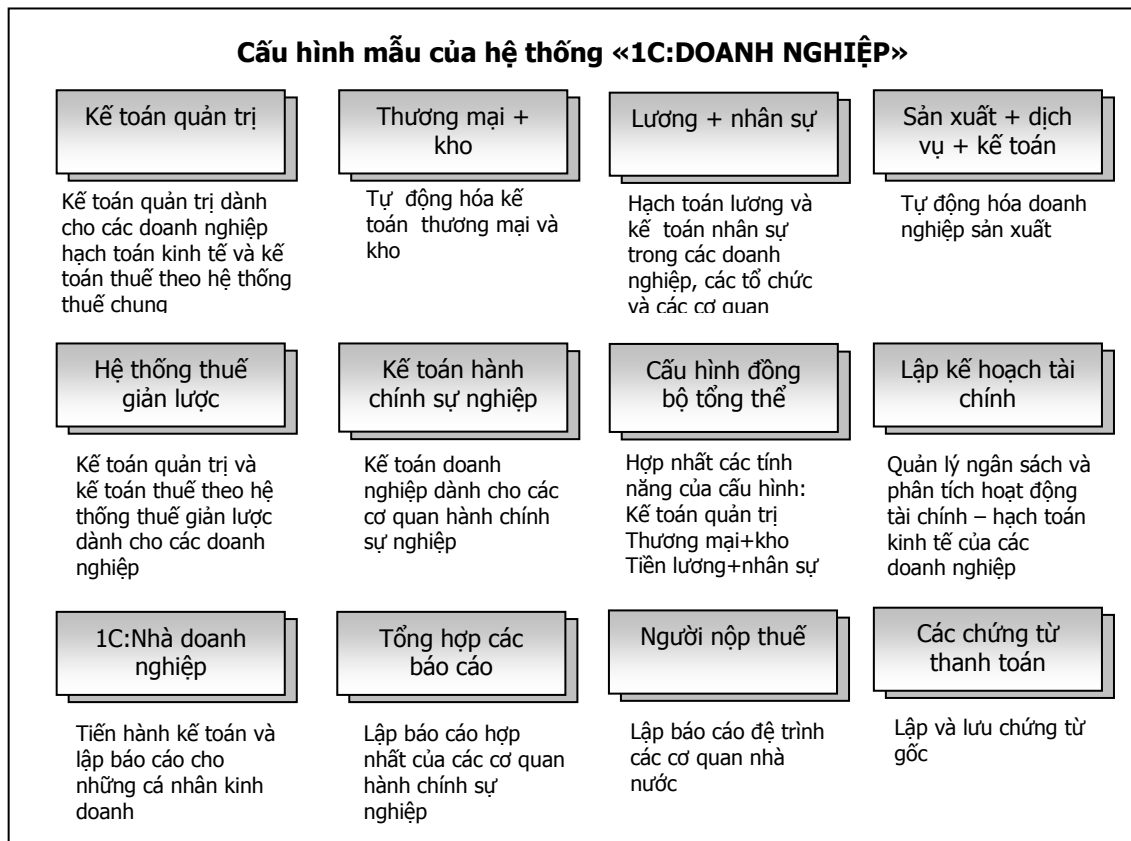 Cấu hình mẫu của hệ thống «1C:DOANH NGHIỆP»
Kế toán quản trị
Kế toán quản trị dành
cho các doanh nghiệp
hạch toán kinh tế và kế
toán thuế theo hệ thống
thuế chung
Thương mại +
kho
Tự động hóa kế
toán thương mại và
kho
Lương + nhân sự
Hạch toán lương và
kế toán nhân sự
trong các doanh
nghiệp, các tổ chức
và các cơ quan
Sản xuất + dịch
vụ + kế toán
Tự động hóa doanh
nghiệp sản xuất
Hệ thống thuế
giản lược
Kế toán quản trị và
kế toán thuế theo hệ
thống thuế giản lược
dành cho các doanh
nghiệp
Kế toán hành
chính sự nghiệp
Kế toán doanh
nghiệp dành cho các
cơ quan hành chính
sự nghiệp
Cấu hình đồng
bộ tổng thể
Hợp nhất các tính
năng của cấu hình:
Kế toán quản trị
Thương mại+kho
Tiền lương+nhân sự
Lập kế hoạch tài
chính
Quản lý ngân sách và
phân tích hoạt động
tài chính – hạch toán
kinh tế của các
doanh nghiệp
1C:Nhà doanh
nghiệp
Tiến hành kế toán và
lập báo cáo cho
những cá nhân kinh
doanh
Tổng hợp các
báo cáo
Lập báo cáo hợp
nhất của các cơ quan
hành chính sự
nghiệp
Người nộp thuế
Lập báo cáo đệ trình
các cơ quan nhà
nước
Các chứng từ
thanh toán
Lập và lưu chứng từ
gốc